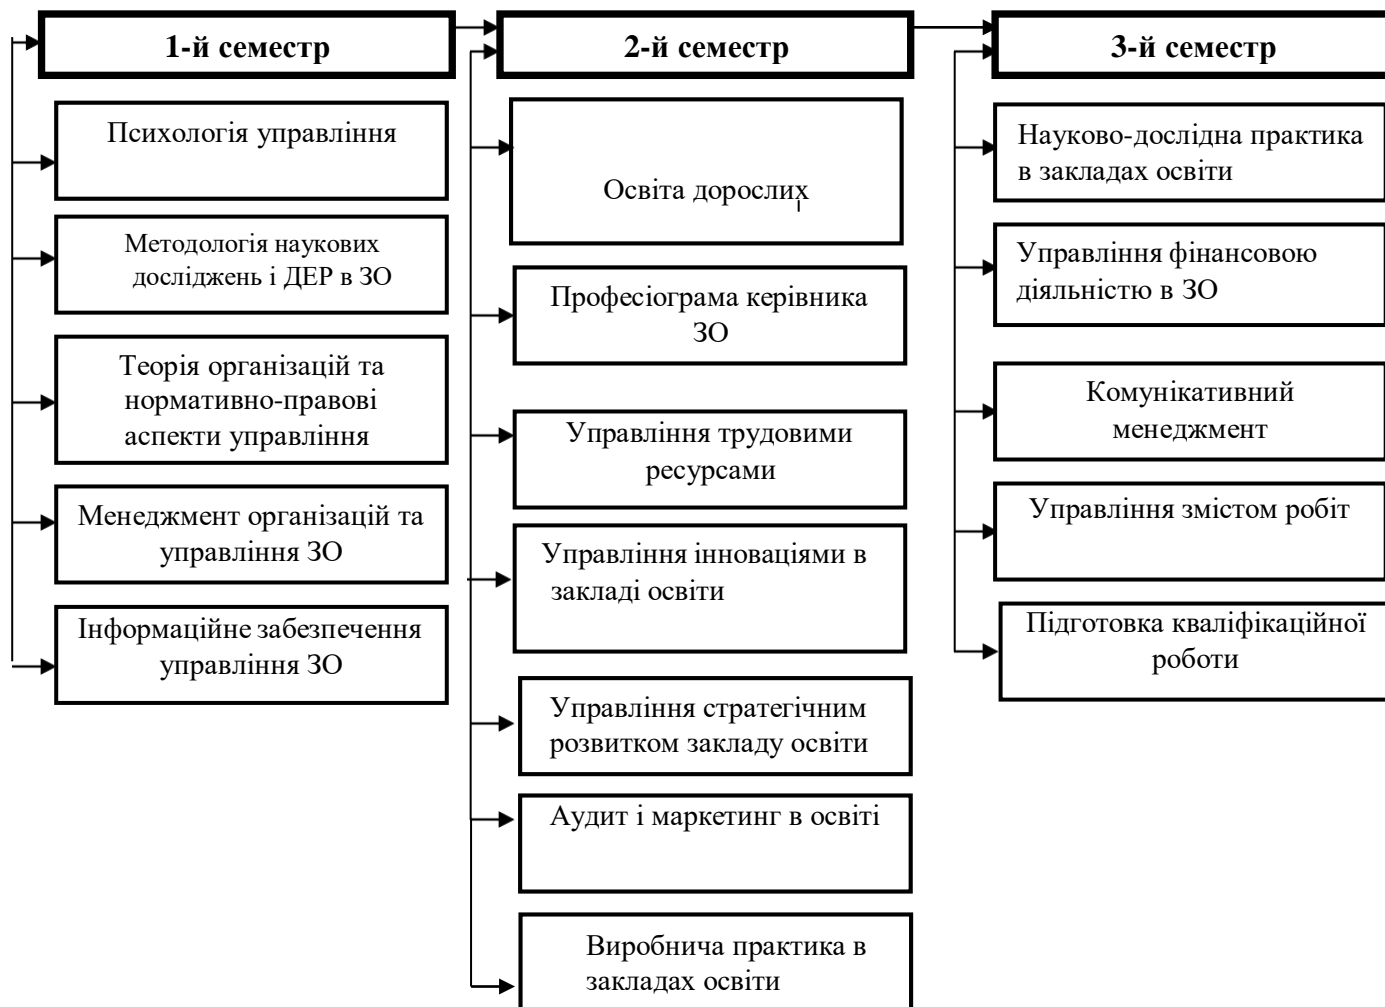 1-й семестр
2-й семестр
3-й семестр
Психологія управління
Методологія наукових
досліджень і ДЕР в ЗО
Теорія організацій та
нормативно-правові
аспекти управління
Менеджмент організацій та
управління ЗО
Інформаційне забезпечення
управління ЗО
Освіта дорослих
Професіограма керівника
ЗО
Управління трудовими
ресурсами
Управління інноваціями в
закладі освіти
Управління стратегічним
розвитком закладу освіти
Аудит і маркетинг в освіті
Виробнича практика в
закладах освіти
Науково-дослідна практика
в закладах освіти
Управління фінансовою
діяльністю в ЗО
Комунікативний
менеджмент
Управління змістом робіт
Підготовка кваліфікаційної
роботи